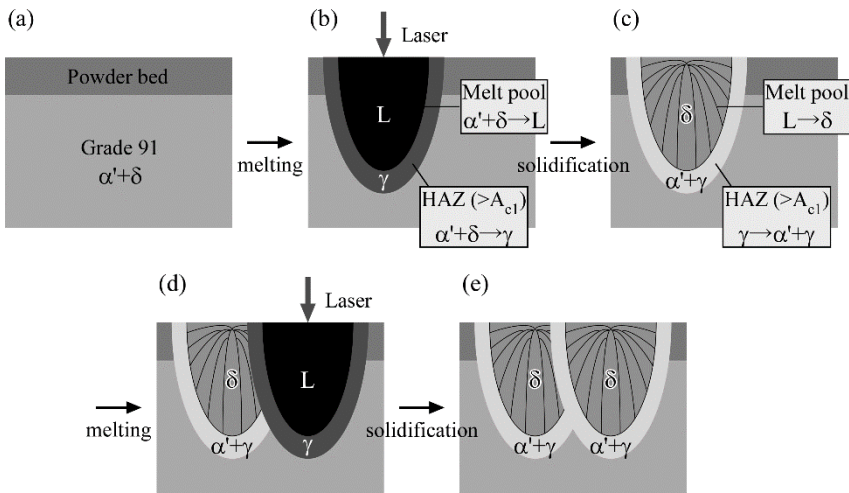 (a)
Powder bed
Grade 91
α'+δ
melting
(b)
Laser
L
γ
Melt pool
α'+δ→L
HAZ (>Ac1)
α'+δ→γ
solidification
(c)
δ
α'+γ
Melt pool
L→δ
HAZ (>Ac1)
γ→α'+γ
melting
(d)
Laser
δ
L
α'+γ
γ
solidification
(e)
δ
δ
α'+γ
α'+γ